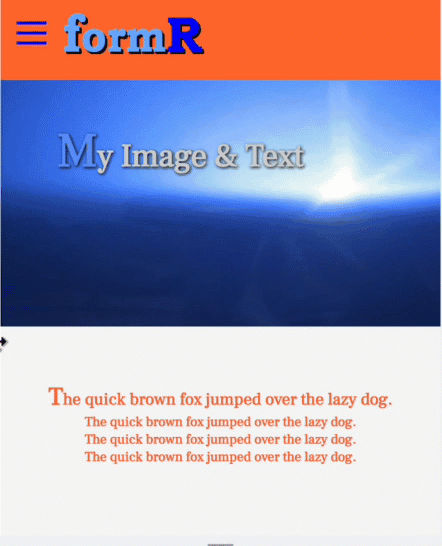 formR
My Image & Text
The quick brown fox jumped over the lazy dog.
The quick brown fox jumped over the lazy dog.
The quick brown fox jumped over the lazy dog.
The quick brown fox jumped over the lazy dog.